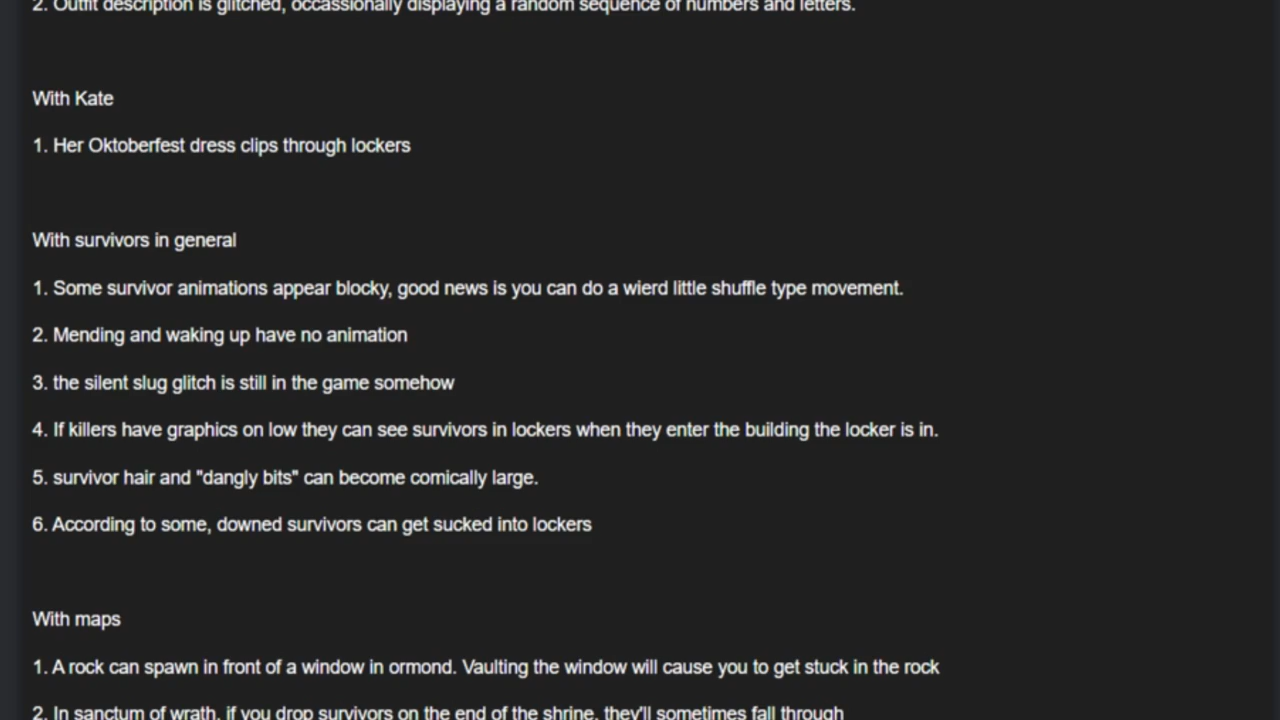 2. Outfit description is glitched, occassionally displaying a random sequence of numbers and letters.
With Kate
1. Her Oktoberfest dress clips through lockers
With survivors in general
1. Some survivor animations appear blocky, good news is you can do a wierd little shuffle type movement.
2. Mending and waking up have no animation
3. the silent slug glitch is still in the game somehow
4. If killers have graphics on low they can see survivors in lockers when they enter the building the locker is in.
5. survivor hair and "dangly bits" can become comically large.
6. According to some, downed survivors can get sucked into lockers
With maps
1. A rock can spawn in front of a window in ormond. Vaulting the window will cause you to get stuck in the rock
2. In sanctum of wrath, if you drop survivors on the end of the shrine, they'll sometimes fall through